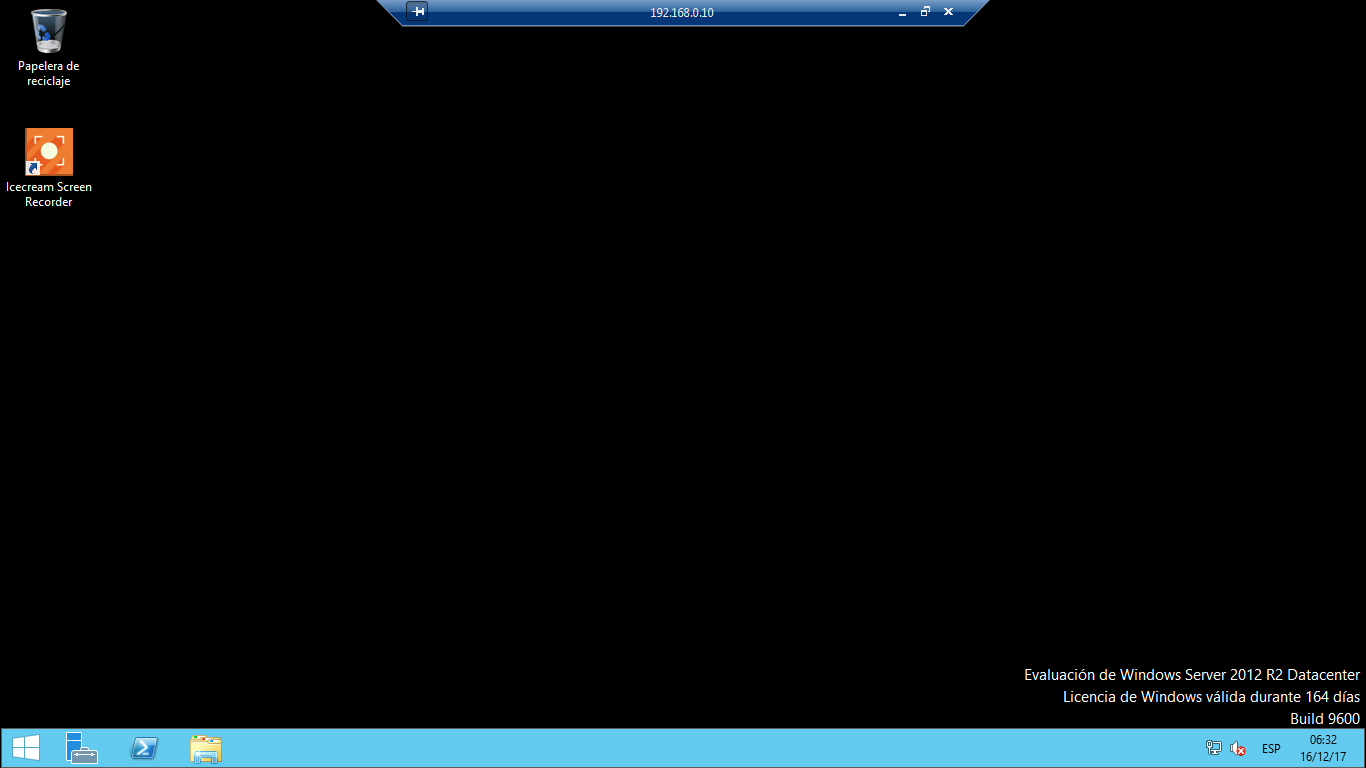 192.168.0.10
Papelera de
reciclaje
Icecream Screen
Recorder
Evaluación de Windows Server 2012 R2 Datacenter
Licencia de Windows válida durante 164 días
Build 9600
ESP
06:32
16/12/17